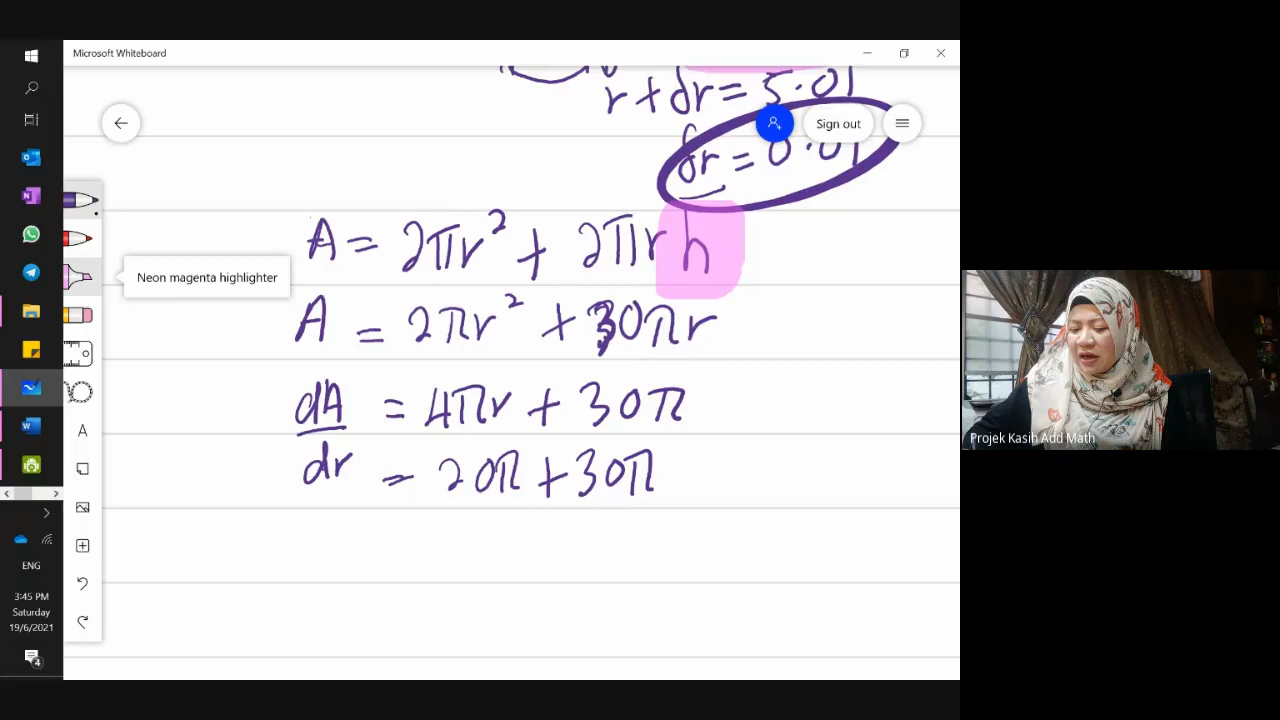 Microsoft Whiteboard
r + δr = 5.01
Sign out
δr = 0.01
A = 2πr² + 2πrh
Neon magenta highlighter
A = 2πr² + 30πr
dA/dr = 4πr + 30π
= 20π + 30π
Projek Kasih Add Math
ENG
3:45 PM
Saturday
19/6/2021
4